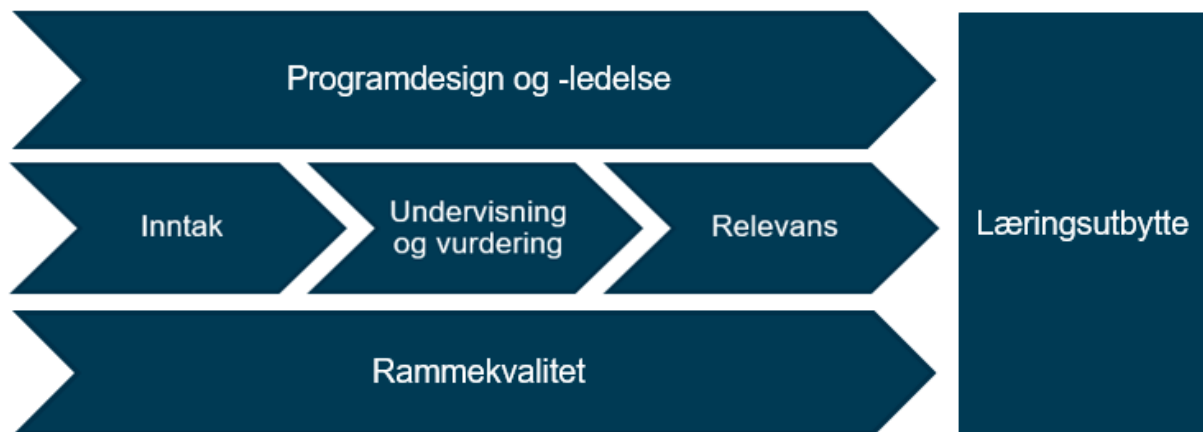 Programdesign og -ledelse
Inntak
Undervisning
og vurdering
Relevans
Læringsutbytte
Rammekvalitet